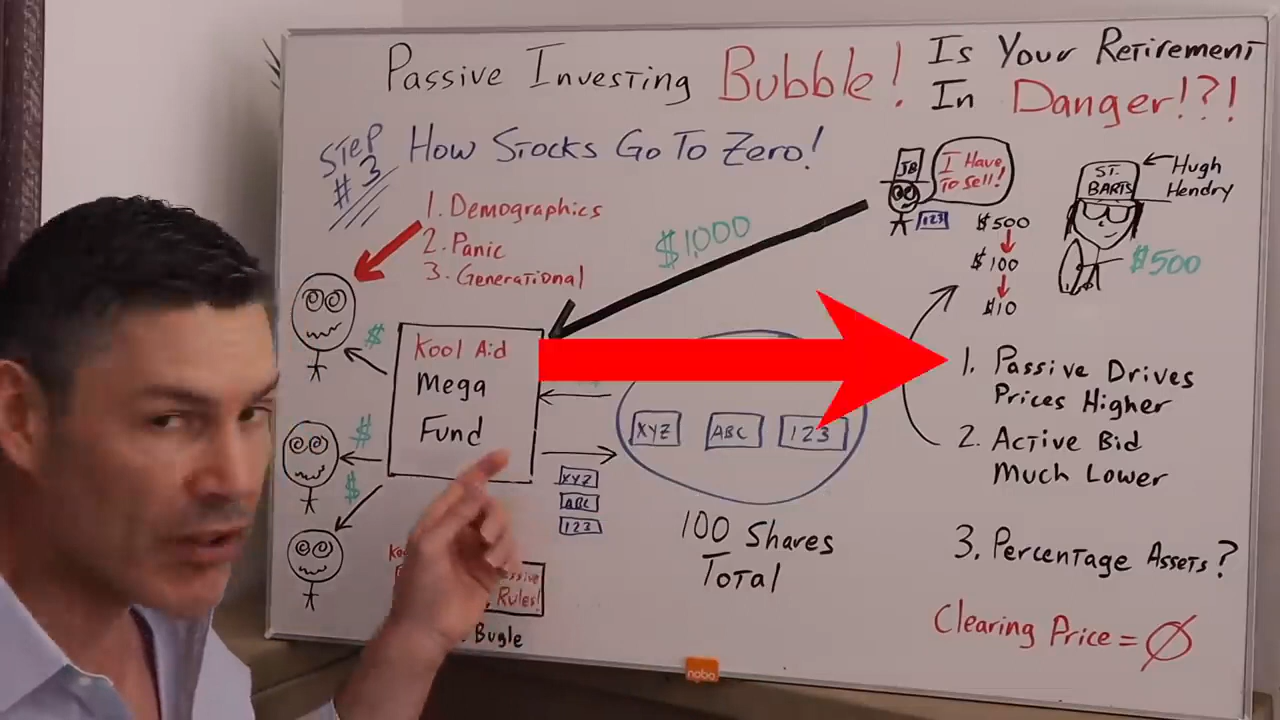 Passive Investing Bubble!
Is Your Retirement
In Danger!?!
Step
#3
How Stocks Go To Zero!
1. Demographics
2. Panic
3. Generational
$1,000
JB
I Have
To Sell!
123
$500
$100
$10
ST.
BARTS
Hugh
Hendry
$500
$
$
$
Kool Aid
Mega
Fund
XYZ
ABC
123
XYZ
ABC
123
100 Shares
Total
1. Passive Drives
Prices Higher
2. Active Bid
Much Lower
3. Percentage Assets?
Clearing Price = Ø
Rules!
Bugle
nobo